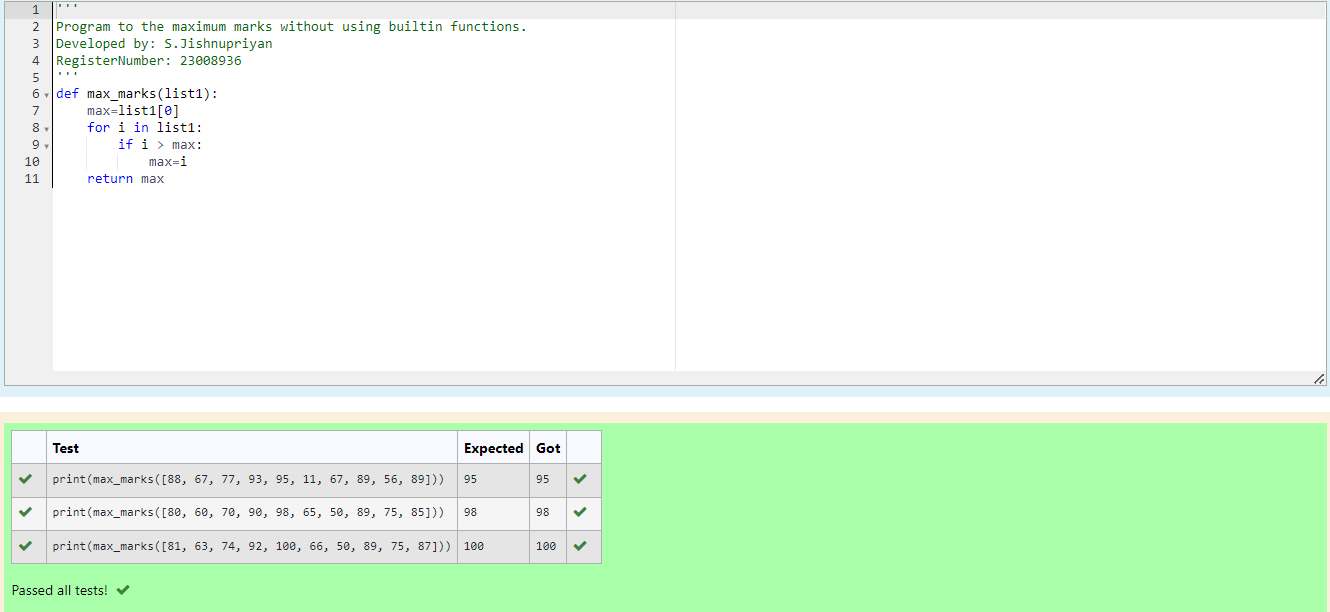 1 '''
2 Program to the maximum marks without using builtin functions.
3 Developed by: S.Jishnupriyan
4 RegisterNumber: 23008936
5 '''
6 def max_marks(list1):
7     max=list1[0]
8     for i in list1:
9         if i > max:
10             max=i
11     return max
Test Expected Got
print(max_marks([88, 67, 77, 93, 95, 11, 67, 89, 56, 89])) 95 95
print(max_marks([80, 60, 70, 90, 98, 65, 50, 89, 75, 85])) 98 98
print(max_marks([81, 63, 74, 92, 100, 66, 50, 89, 75, 87])) 100 100
Passed all tests!